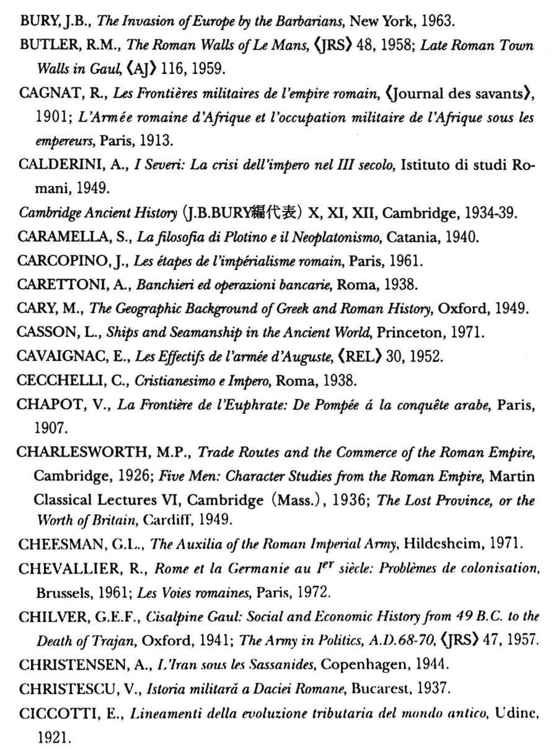 BURY, J.B., The Invasion of Europe by the Barbarians, New York, 1963.
BUTLER, R.M., The Roman Walls of Le Mans, 《JRS》 48, 1958; Late Roman Town
Walls in Gaul, 《AJ》 116, 1959.
CAGNAT, R., Les Frontières militaires de l'empire romain, 《Journal des savants》,
1901; L'Armée romaine d'Afrique et l'occupation militaire de l'Afrique sous les
empereurs, Paris, 1913.
CALDERINI, A., I Severi: La crisi dell'impero nel III secolo, Istituto di studi Ro-
mani, 1949.
Cambridge Ancient History (J.B.BURY編代表) X, XI, XII, Cambridge, 1934-39.
CARAMELLA, S., La filosofia di Plotino e il Neoplatonismo, Catania, 1940.
CARCOPINO, J., Les étapes de l'impérialisme romain, Paris, 1961.
CARETTONI, A., Banchieri ed operazioni bancarie, Roma, 1938.
CARY, M., The Geographic Background of Greek and Roman History, Oxford, 1949.
CASSON, L., Ships and Seamanship in the Ancient World, Princeton, 1971.
CAVAIGNAC, E., Les Effectifs de l'armée d'Auguste, 《REL》 30, 1952.
CECCHELLI, C., Cristianesimo e Impero, Roma, 1938.
CHAPOT, V., La Frontière de l'Euphrate: De Pompée á la conquête arabe, Paris,
1907.
CHARLESWORTH, M.P., Trade Routes and the Commerce of the Roman Empire,
Cambridge, 1926; Five Men: Character Studies from the Roman Empire, Martin
Classical Lectures VI, Cambridge (Mass.), 1936; The Lost Province, or the
Worth of Britain, Cardiff, 1949.
CHEESMAN, G.L., The Auxilia of the Roman Imperial Army, Hildesheim, 1971.
CHEVALLIER, R., Rome et la Germanie au Ier siècle: Problèmes de colonisation,
Brussels, 1961; Les Voies romaines, Paris, 1972.
CHILVER, G.E.F., Cisalpine Gaul: Social and Economic History from 49 B.C. to the
Death of Trajan, Oxford, 1941; The Army in Politics, A.D.68-70, 《JRS》 47, 1957.
CHRISTENSEN, A., L'Iran sous les Sassanides, Copenhagen, 1944.
CHRISTESCU, V., Istoria militară a Daciei Romane, Bucarest, 1937.
CICCOTTI, E., Lineamenti della evoluzione tributaria del mondo antico, Udine,
1921.